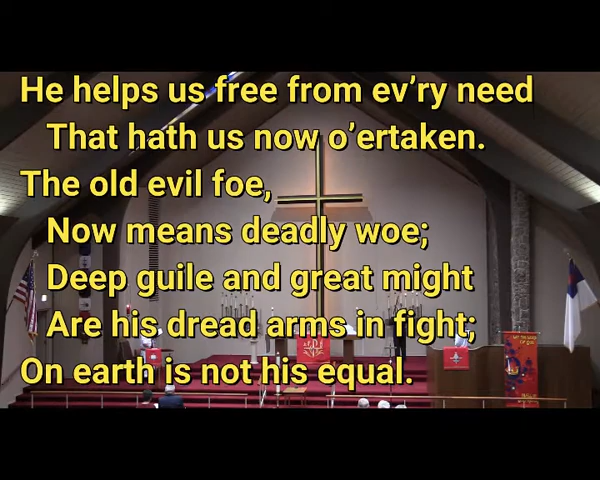 He helps us free from ev’ry need
That hath us now o’ertaken.
The old evil foe,
Now means deadly woe;
Deep guile and great might
Are his dread arms in fight;
On earth is not his equal.